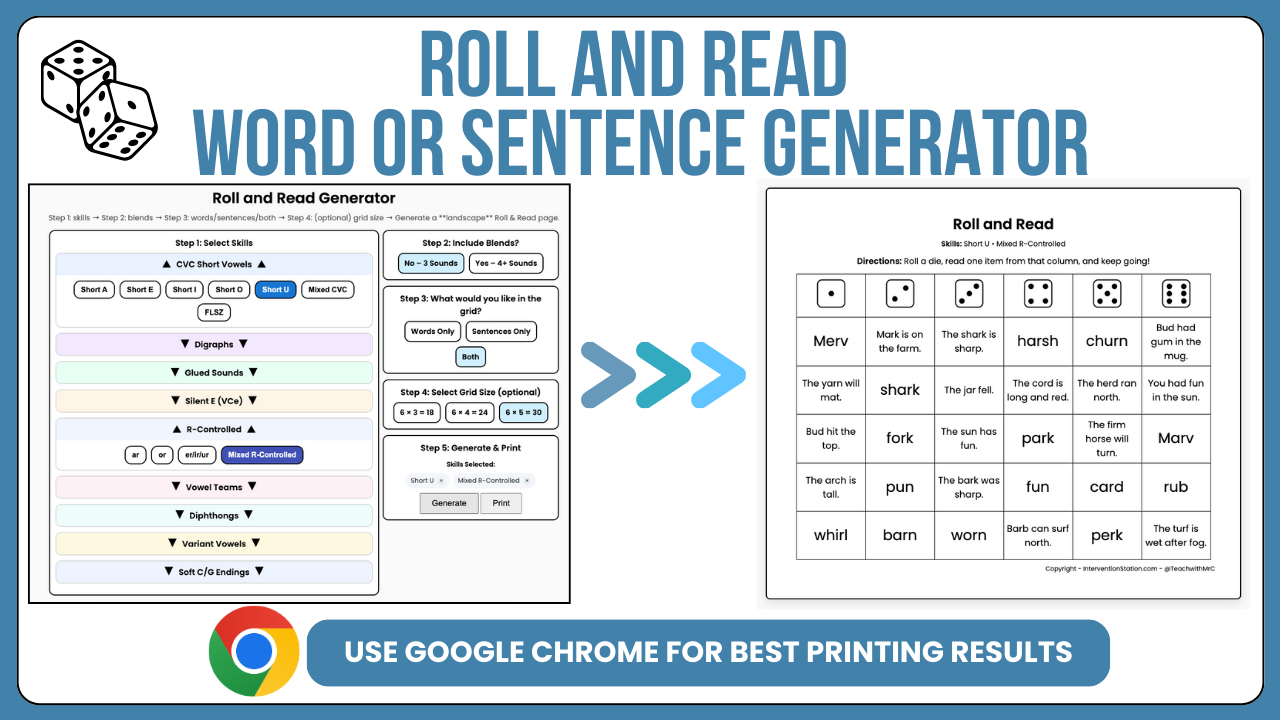 ROLL AND READ
WORD OR SENTENCE GENERATOR
Roll and Read Generator
Step 1: skills → Step 2: blends → Step 3: words/sentences/both → Step 4: (optional) grid size → Generate a **landscape** Roll & Read page.
Step 1: Select Skills
▲ CVC Short Vowels ▲
Short A Short E Short I Short O Short U Mixed CVC
FLSZ
▼ Digraphs ▼
▼ Glued Sounds ▼
▼ Silent E (VCe) ▼
▲ R-Controlled ▲
ar or er/ir/ur Mixed R-Controlled
▼ Vowel Teams ▼
▼ Diphthongs ▼
▼ Variant Vowels ▼
▼ Soft C/G Endings ▼
Step 2: Include Blends?
No – 3 Sounds Yes – 4+ Sounds
Step 3: What would you like in the
grid?
Words Only Sentences Only
Both
Step 4: Select Grid Size (optional)
6 × 3 = 18 6 × 4 = 24 6 × 5 = 30
Step 5: Generate & Print
Skills Selected:
Short U × Mixed R-Controlled ×
Generate Print
Roll and Read
Skills: Short U • Mixed R-Controlled
Directions: Roll a die, read one item from that column, and keep going!
Merv
Mark is on
the farm.
The shark is
sharp.
harsh
churn
Bud had
gum in the
mug.
The yarn will
mat.
shark
The jar fell.
The cord is
long and red.
The herd ran
north.
You had fun
in the sun.
Bud hit the
top.
fork
The sun has
fun.
park
The firm
horse will
turn.
Marv
The arch is
tall.
pun
The bark was
sharp.
fun
card
rub
whirl
barn
worn
Barb can surf
north.
perk
The turf is
wet after fog.
Copyright - InterventionStation.com - @TeachwithMrC
USE GOOGLE CHROME FOR BEST PRINTING RESULTS